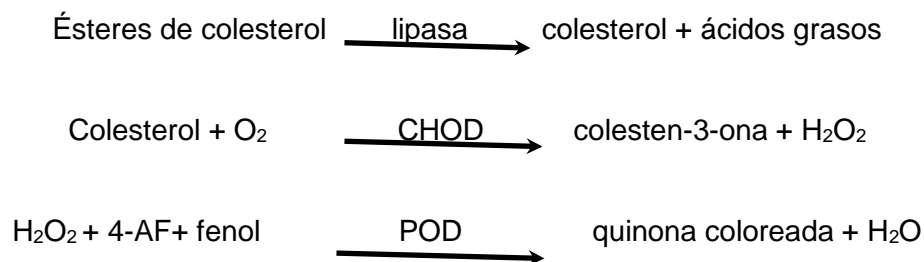 Ésteres de colesterol lipasa colesterol + ácidos grasos
Colesterol + O₂ CHOD colesten-3-ona + H₂O₂
H₂O₂ + 4-AF+ fenol POD quinona coloreada + H₂O